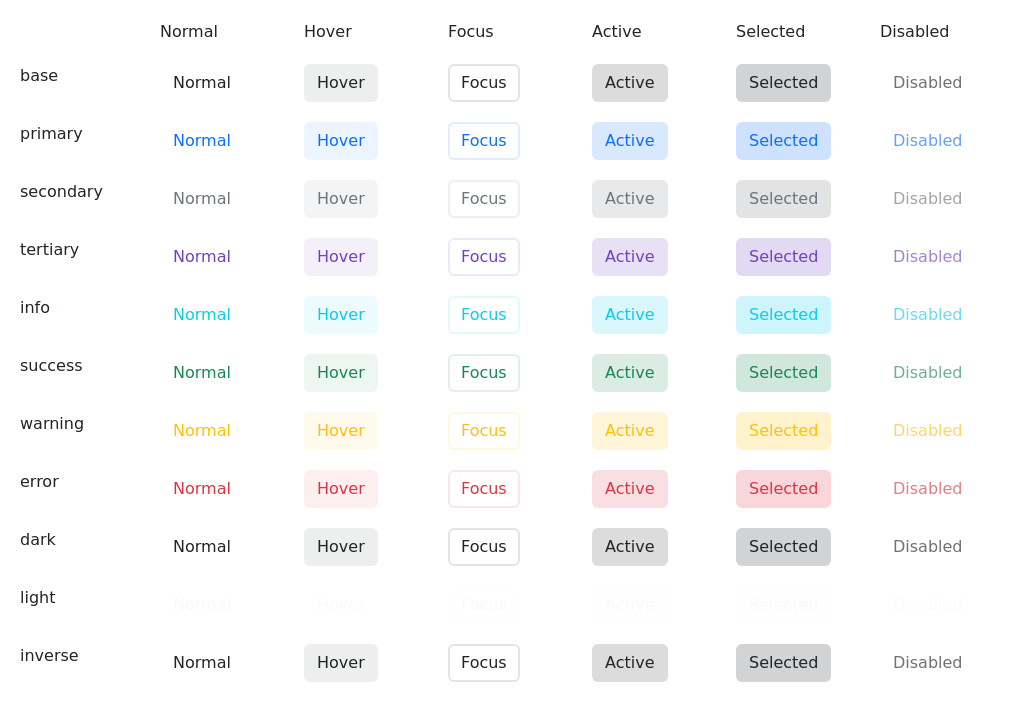 Normal Hover Focus Active Selected Disabled
base Normal Hover Focus Active Selected Disabled
primary Normal Hover Focus Active Selected Disabled
secondary Normal Hover Focus Active Selected Disabled
tertiary Normal Hover Focus Active Selected Disabled
info Normal Hover Focus Active Selected Disabled
success Normal Hover Focus Active Selected Disabled
warning Normal Hover Focus Active Selected Disabled
error Normal Hover Focus Active Selected Disabled
dark Normal Hover Focus Active Selected Disabled
light Normal Hover Focus Active Selected Disabled
inverse Normal Hover Focus Active Selected Disabled